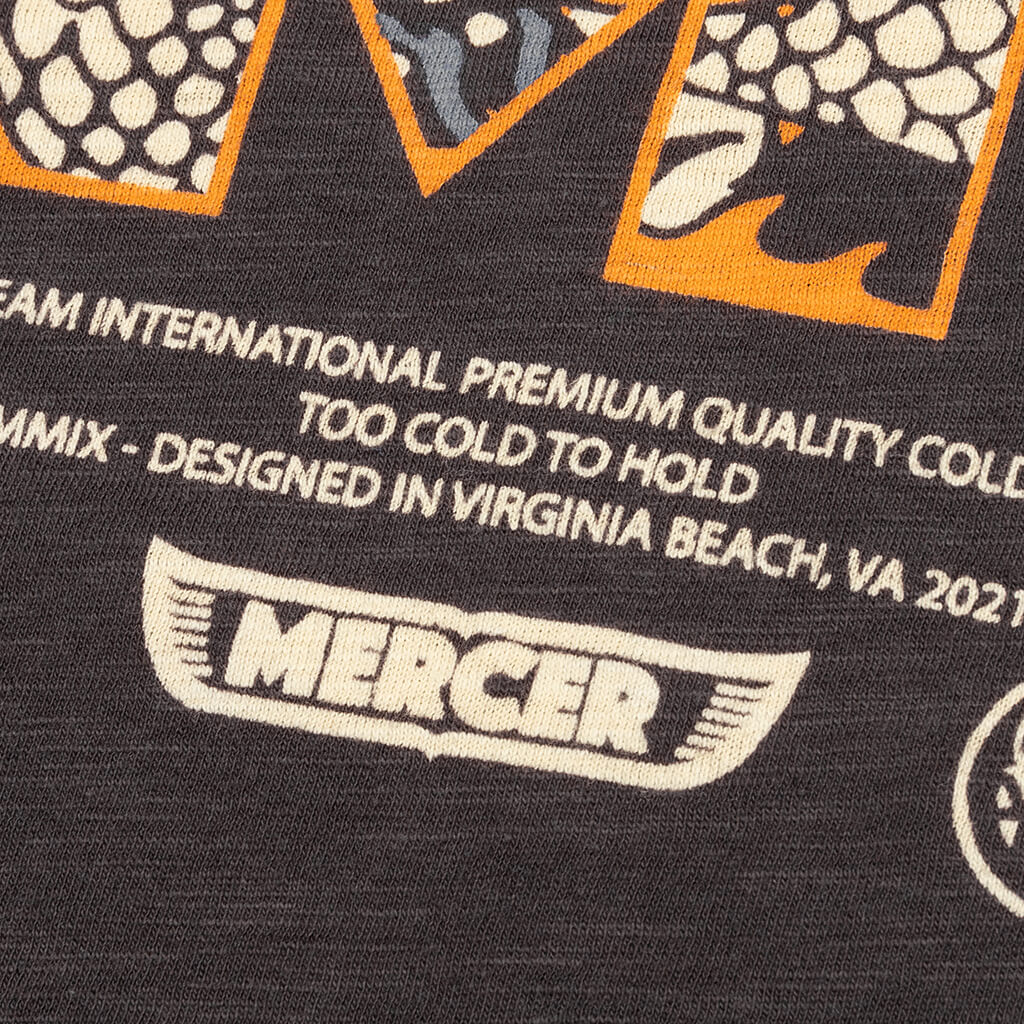 EAM INTERNATIONAL PREMIUM QUALITY COLD
TOO COLD TO HOLD
MMIX - DESIGNED IN VIRGINIA BEACH, VA 2021
MERCER